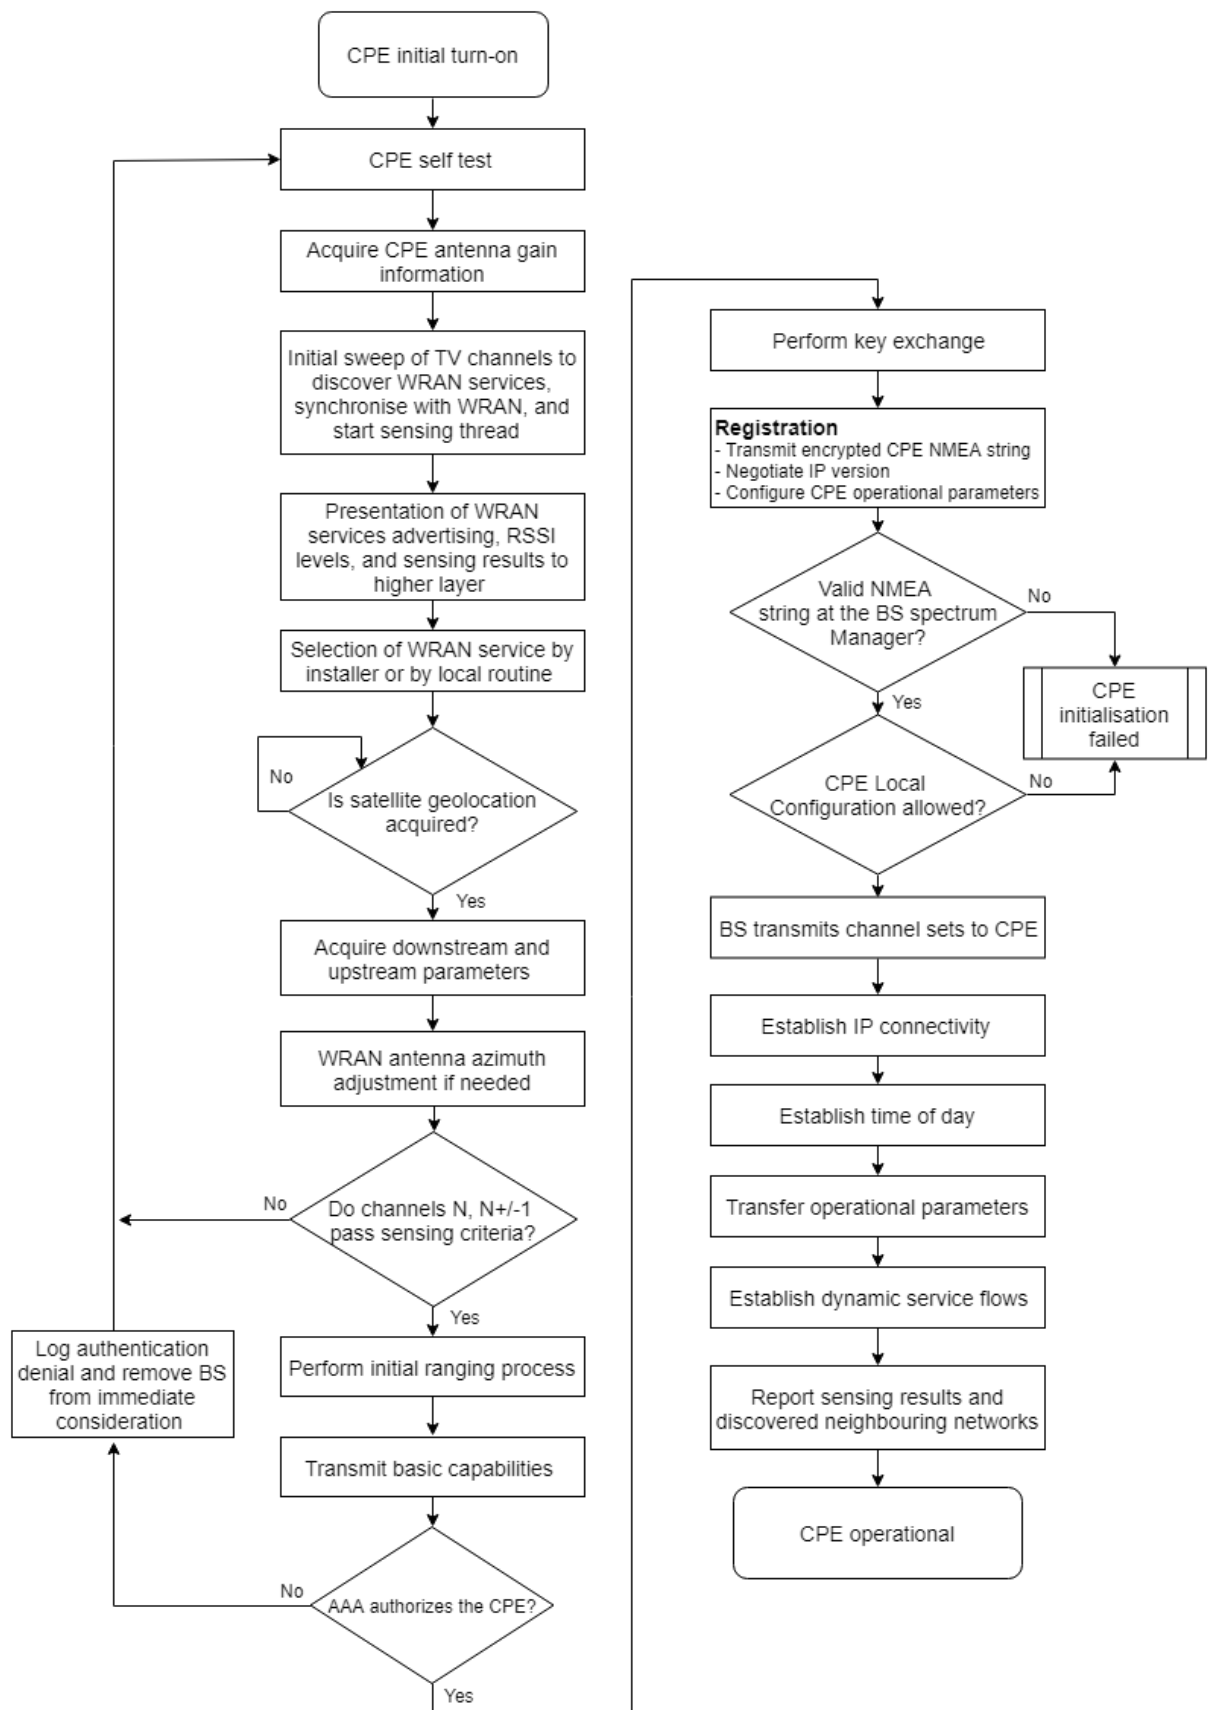 CPE initial turn-on
CPE self test
Acquire CPE antenna gain
information
Initial sweep of TV channels to
discover WRAN services,
synchronise with WRAN, and
start sensing thread
Presentation of WRAN
services advertising, RSSI
levels, and sensing results to
higher layer
Selection of WRAN service by
installer or by local routine
No
Is satellite geolocation
acquired?
Yes
Acquire downstream and
upstream parameters
WRAN antenna azimuth
adjustment if needed
No
Do channels N, N+/-1
pass sensing criteria?
Yes
Log authentication
denial and remove BS
from immediate
consideration
Perform initial ranging process
Transmit basic capabilities
No
AAA authorizes the CPE?
Yes
Perform key exchange
Registration
- Transmit encrypted CPE NMEA string
- Negotiate IP version
- Configure CPE operational parameters
Valid NMEA
string at the BS spectrum
Manager?
No
Yes
CPE
initialisation
failed
CPE Local
Configuration allowed?
No
BS transmits channel sets to CPE
Establish IP connectivity
Establish time of day
Transfer operational parameters
Establish dynamic service flows
Report sensing results and
discovered neighbouring networks
CPE operational